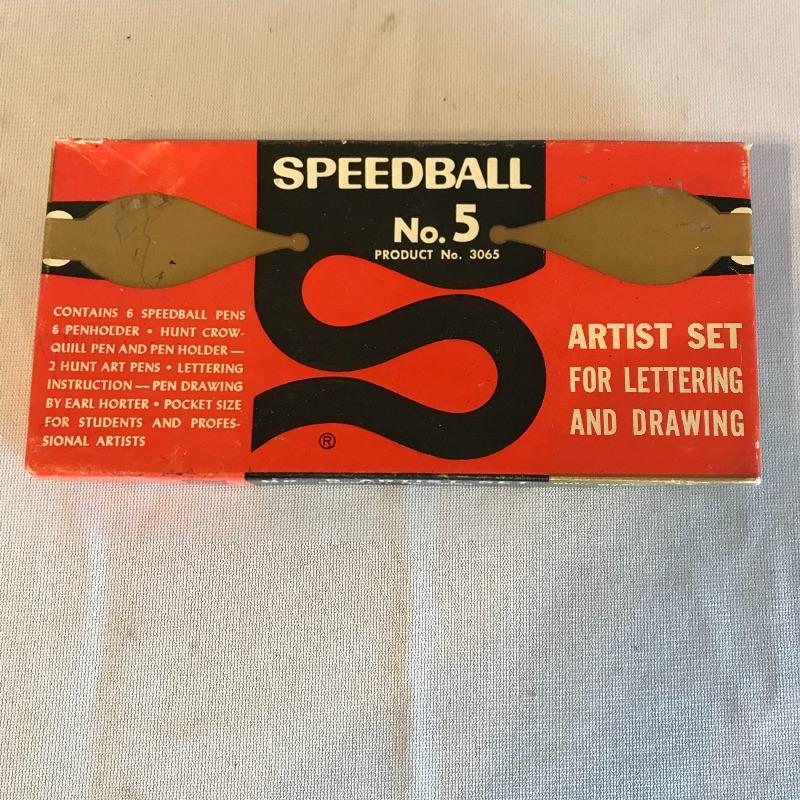 SPEEDBALL
No. 5
PRODUCT No. 3065
CONTAINS 6 SPEEDBALL PENS
& PENHOLDER • HUNT CROW-
QUILL PEN AND PEN HOLDER —
2 HUNT ART PENS • LETTERING
INSTRUCTION — PEN DRAWING
BY EARL HORTER • POCKET SIZE
FOR STUDENTS AND PROFES-
SIONAL ARTISTS
®
ARTIST SET
FOR LETTERING
AND DRAWING